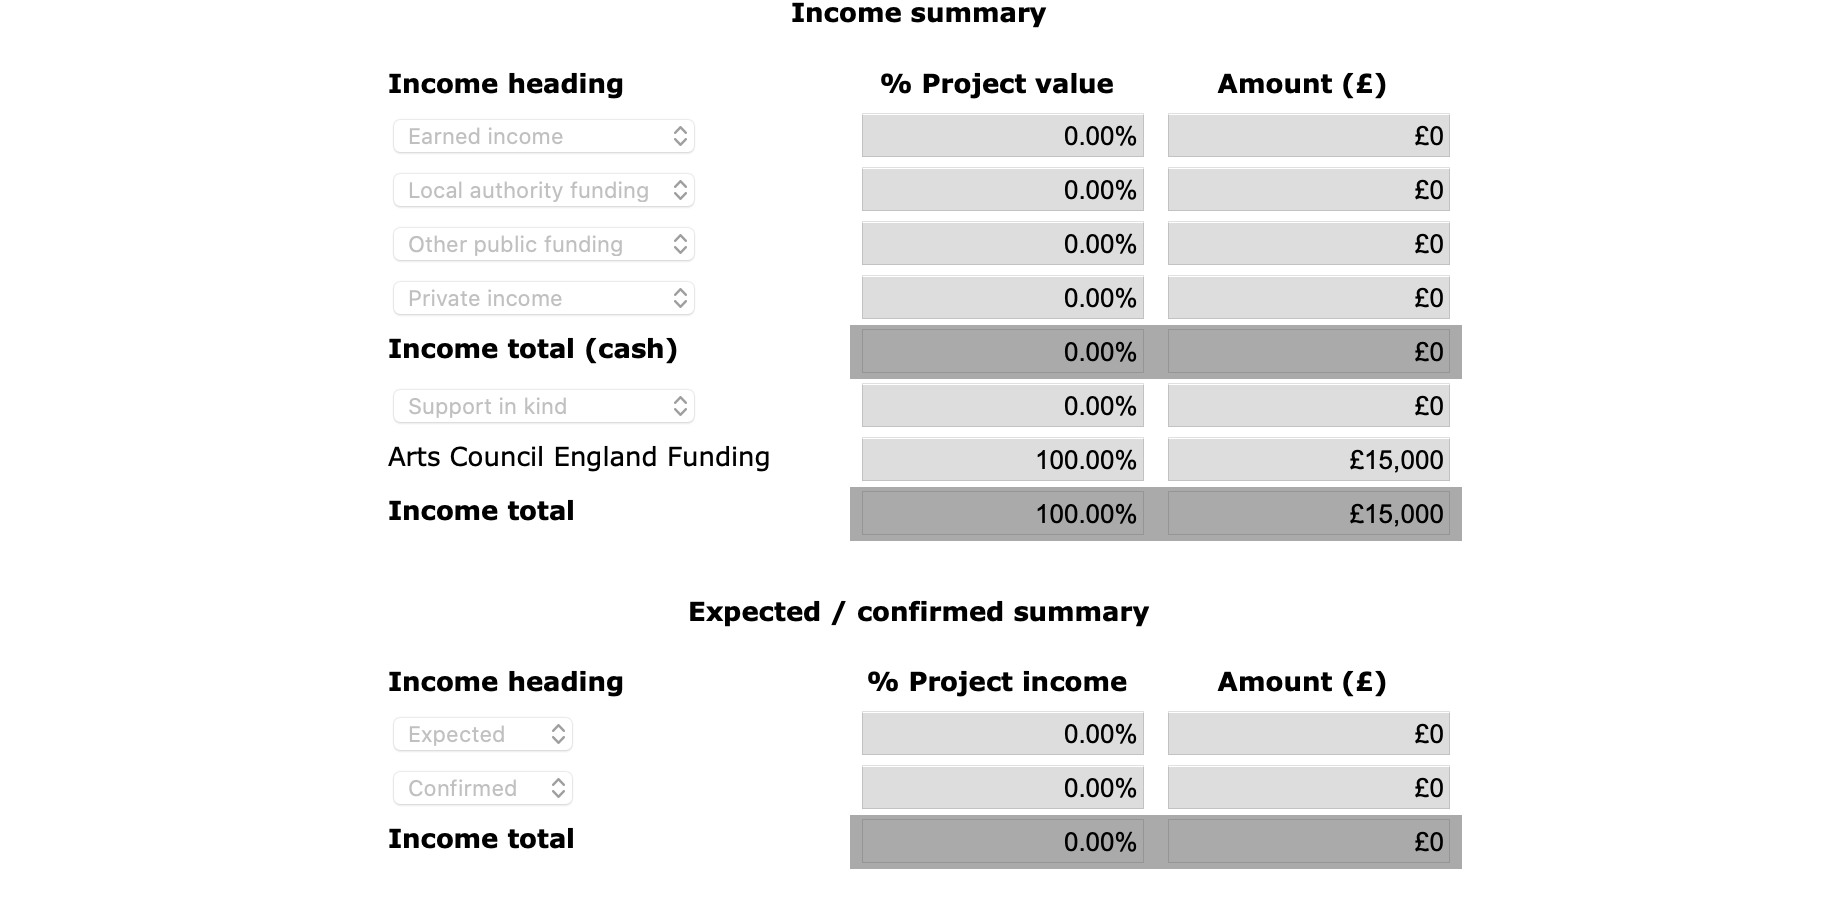 Income summary
Income heading % Project value Amount (£)
Earned income 0.00% £0
Local authority funding 0.00% £0
Other public funding 0.00% £0
Private income 0.00% £0
Income total (cash) 0.00% £0
Support in kind 0.00% £0
Arts Council England Funding 100.00% £15,000
Income total 100.00% £15,000
Expected / confirmed summary
Income heading % Project income Amount (£)
Expected 0.00% £0
Confirmed 0.00% £0
Income total 0.00% £0